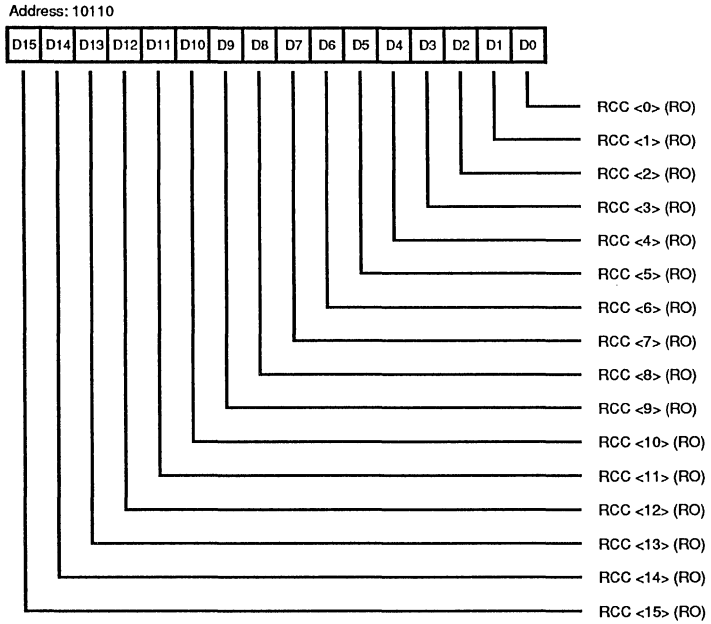 Address: 10110
D15 D14 D13 D12 D11 D10 D9 D8 D7 D6 D5 D4 D3 D2 D1 D0
RCC <0> (RO)
RCC <1> (RO)
RCC <2> (RO)
RCC <3> (RO)
RCC <4> (RO)
RCC <5> (RO)
RCC <6> (RO)
RCC <7> (RO)
RCC <8> (RO)
RCC <9> (RO)
RCC <10> (RO)
RCC <11> (RO)
RCC <12> (RO)
RCC <13> (RO)
RCC <14> (RO)
RCC <15> (RO)